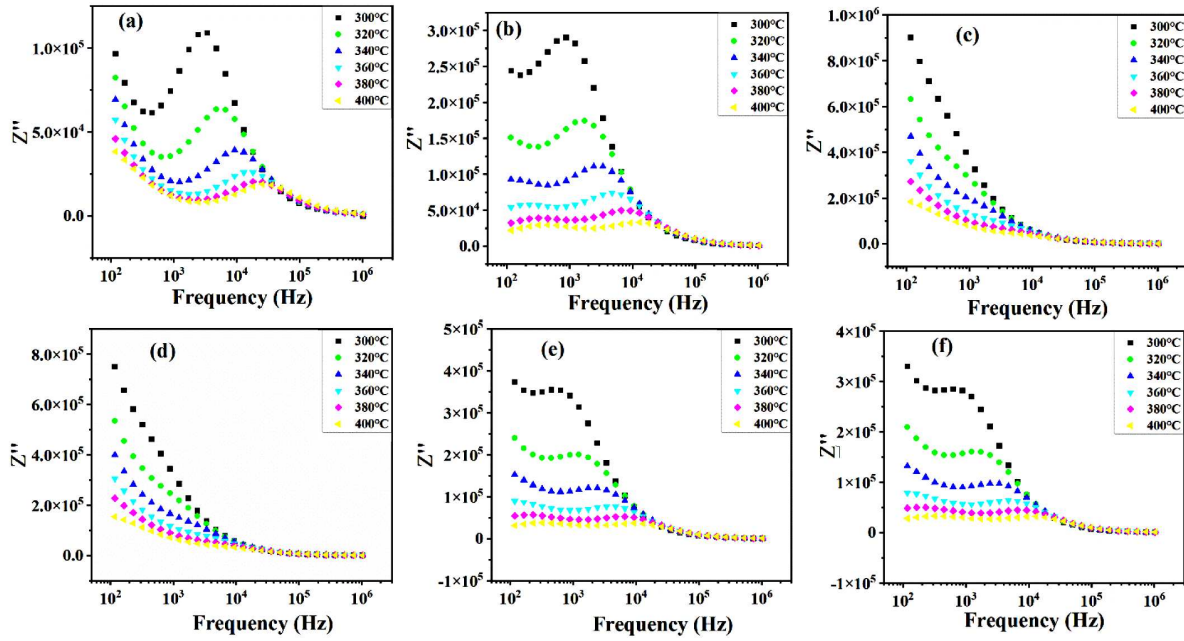 (a)
300°C
320°C
340°C
360°C
380°C
400°C
Z''
1.0×10⁵
5.0×10⁴
0.0
10² 10³ 10⁴ 10⁵ 10⁶
Frequency (Hz)
(b)
300°C
320°C
340°C
360°C
380°C
400°C
Z''
3.0×10⁵
2.5×10⁵
2.0×10⁵
1.5×10⁵
1.0×10⁵
5.0×10⁴
0.0
10² 10³ 10⁴ 10⁵ 10⁶
Frequency (Hz)
(c)
300°C
320°C
340°C
360°C
380°C
400°C
Z''
1.0×10⁶
8.0×10⁵
6.0×10⁵
4.0×10⁵
2.0×10⁵
0.0
10² 10³ 10⁴ 10⁵ 10⁶
Frequency (Hz)
(d)
300°C
320°C
340°C
360°C
380°C
400°C
Z''
8.0×10⁵
6.0×10⁵
4.0×10⁵
2.0×10⁵
0.0
10² 10³ 10⁴ 10⁵ 10⁶
Frequency (Hz)
(e)
300°C
320°C
340°C
360°C
380°C
400°C
Z''
5×10⁵
4×10⁵
3×10⁵
2×10⁵
1×10⁵
0
-1×10⁵
10² 10³ 10⁴ 10⁵ 10⁶
Frequency (Hz)
(f)
300°C
320°C
340°C
360°C
380°C
400°C
Z''
4×10⁵
3×10⁵
2×10⁵
1×10⁵
0
-1×10⁵
10² 10³ 10⁴ 10⁵ 10⁶
Frequency (Hz)